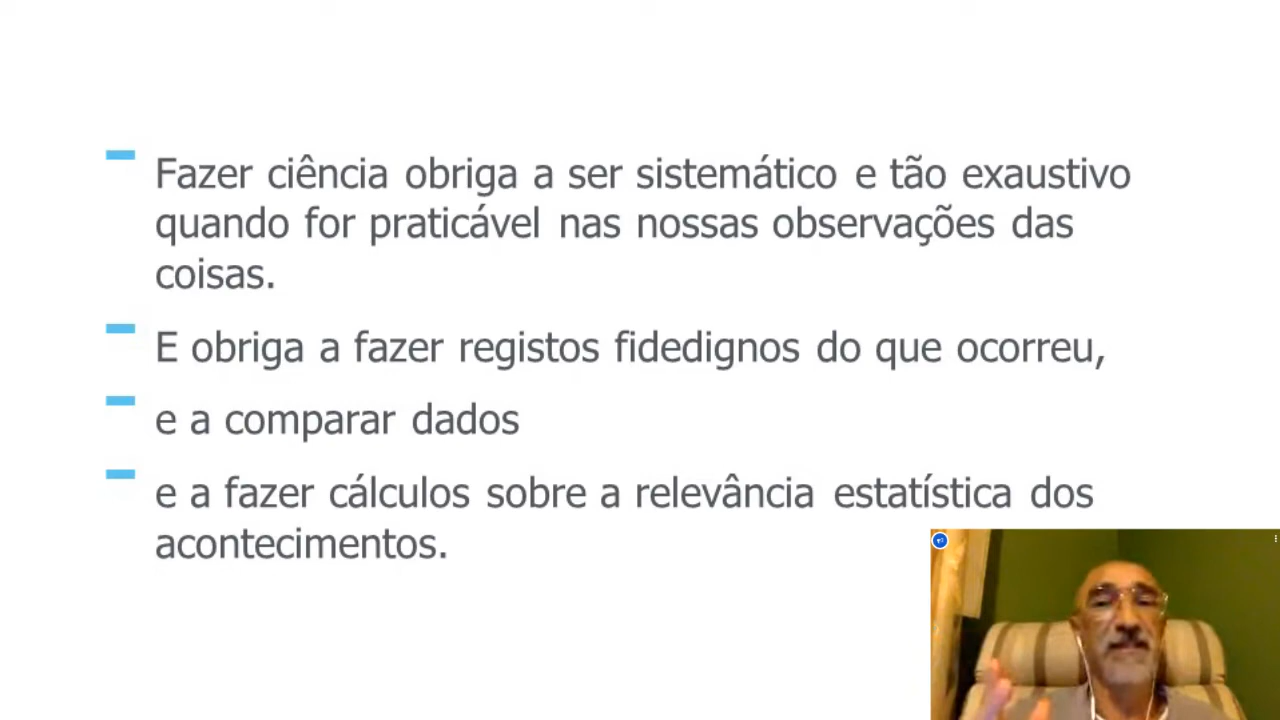 Fazer ciência obriga a ser sistemático e tão exaustivo
quando for praticável nas nossas observações das
coisas.
E obriga a fazer registos fidedignos do que ocorreu,
e a comparar dados
e a fazer cálculos sobre a relevância estatística dos
acontecimentos.